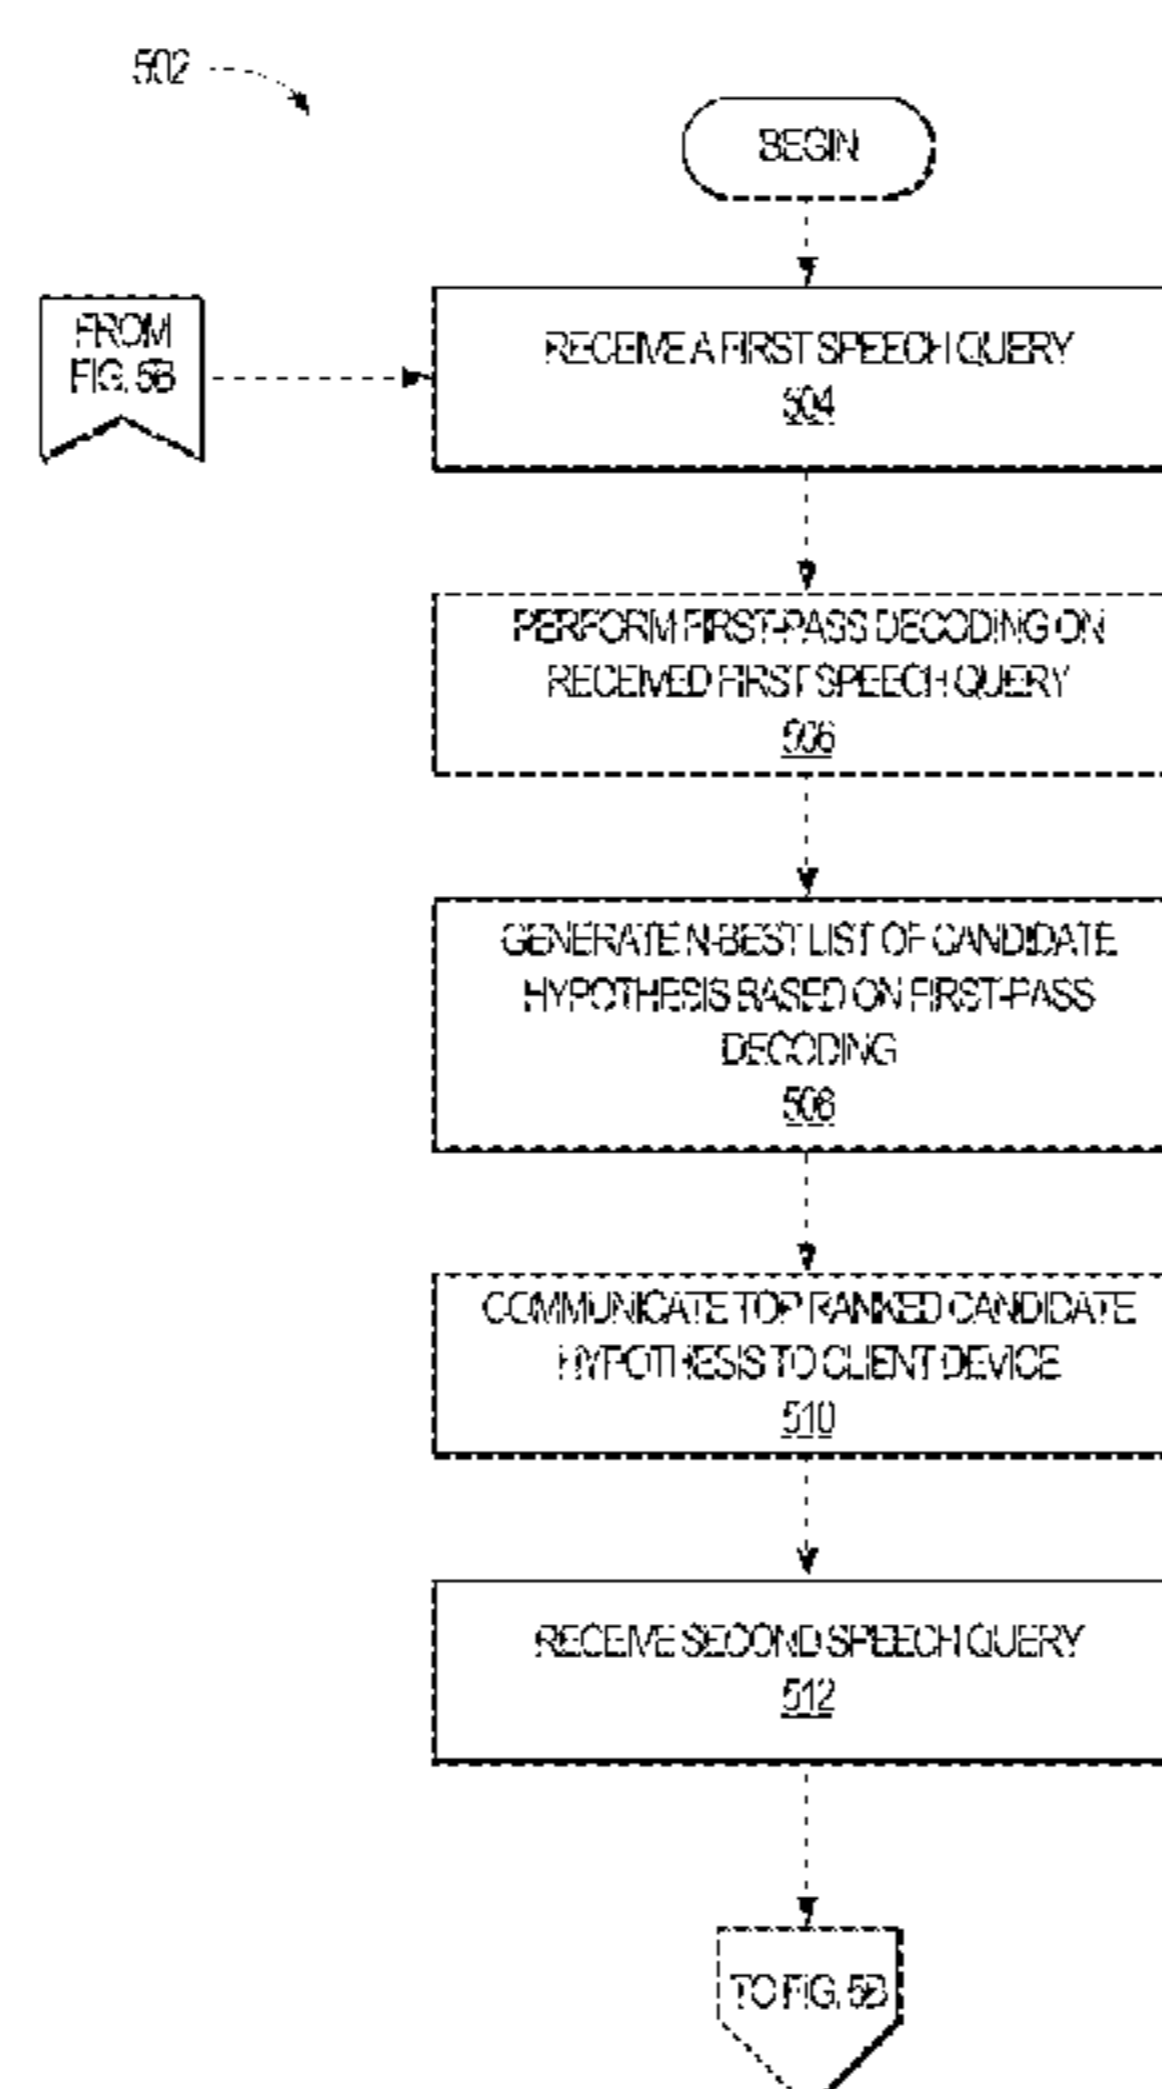 502
BEGIN
FROM
FIG. 5B
RECEIVE A FIRST SPEECH QUERY
504
PERFORM FIRST-PASS DECODING ON
RECEIVED FIRST SPEECH QUERY
506
GENERATE N-BEST LIST OF CANDIDATE
HYPOTHESIS BASED ON FIRST-PASS
DECODING
508
COMMUNICATE TOP RANKED CANDIDATE
HYPOTHESIS TO CLIENT DEVICE
510
RECEIVE SECOND SPEECH QUERY
512
TO FIG. 5B